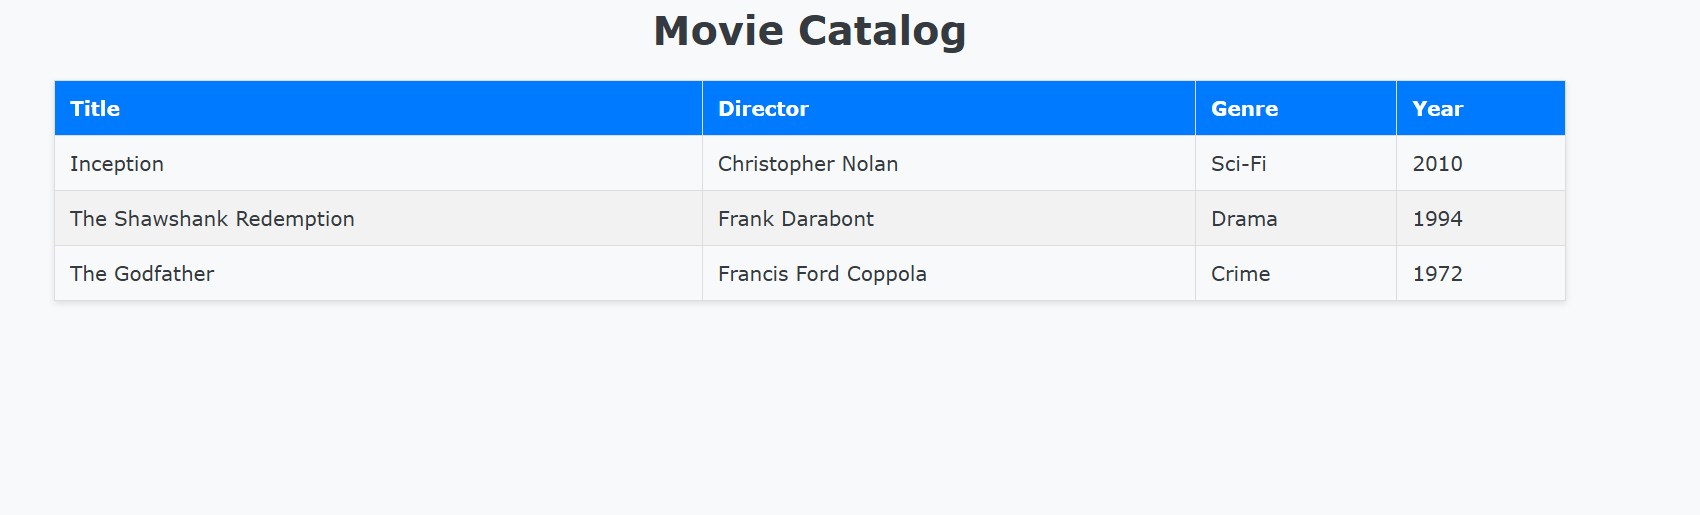 Movie Catalog
Title Director Genre Year
Inception Christopher Nolan Sci-Fi 2010
The Shawshank Redemption Frank Darabont Drama 1994
The Godfather Francis Ford Coppola Crime 1972